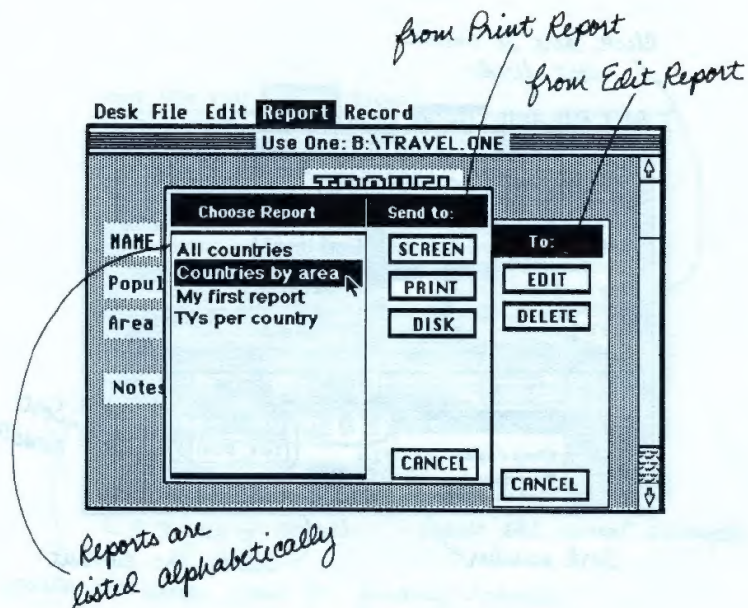 from Print Report
from Edit Report
Desk File Edit Report Record
Use One: B:\TRAVEL.ONE
TRAVEL
Choose Report
Send to:
To:
NAME
Popul
Area
Notes
All countries
Countries by area
My first report
TYs per country
SCREEN
PRINT
DISK
CANCEL
EDIT
DELETE
CANCEL
Reports are
listed alphabetically